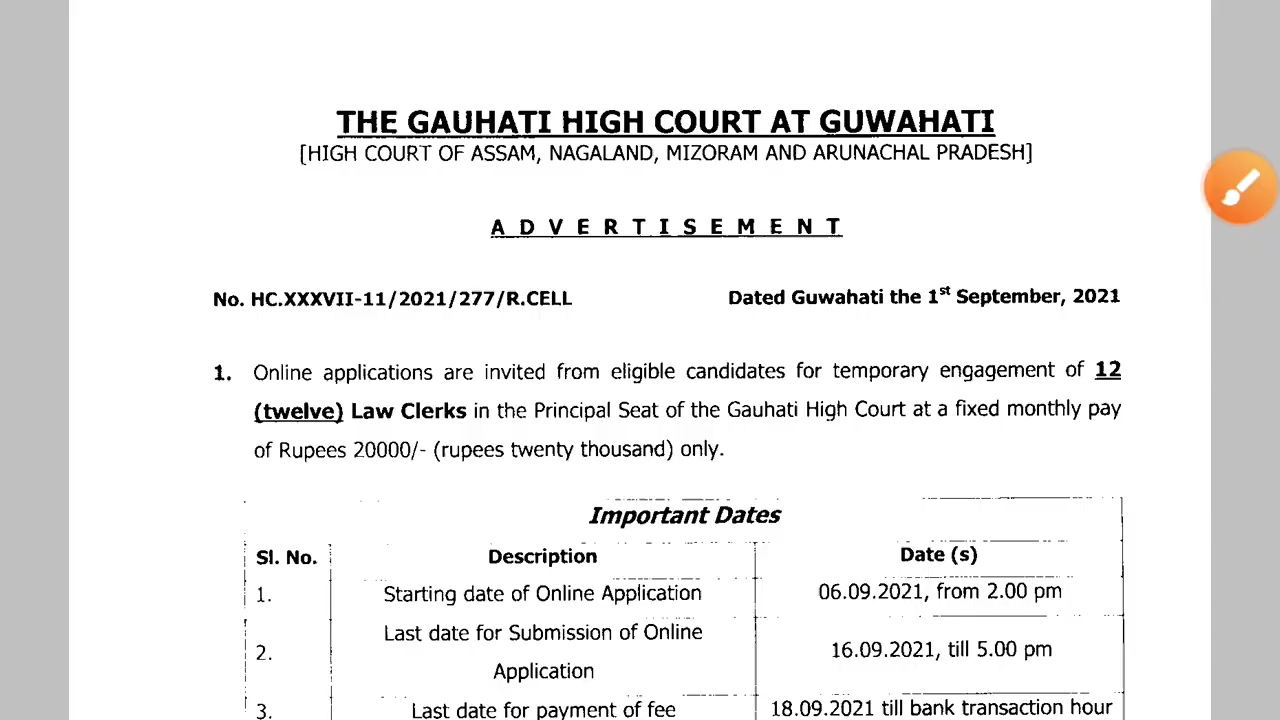 THE GAUHATI HIGH COURT AT GUWAHATI
[HIGH COURT OF ASSAM, NAGALAND, MIZORAM AND ARUNACHAL PRADESH]
A D V E R T I S E M E N T
No. HC.XXXVII-11/2021/277/R.CELL Dated Guwahati the 1st September, 2021
1. Online applications are invited from eligible candidates for temporary engagement of 12
(twelve) Law Clerks in the Principal Seat of the Gauhati High Court at a fixed monthly pay
of Rupees 20000/- (rupees twenty thousand) only.
Important Dates
Sl. No. Description Date (s)
1. Starting date of Online Application 06.09.2021, from 2.00 pm
2. Last date for Submission of Online Application 16.09.2021, till 5.00 pm
3. Last date for payment of fee 18.09.2021 till bank transaction hour